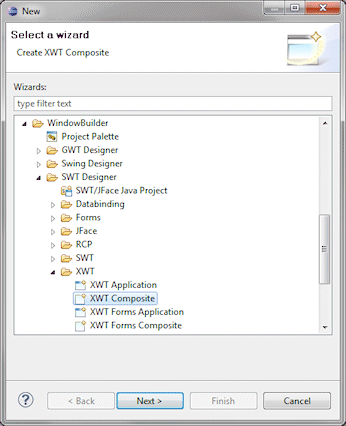 New
Select a wizard
Create XWT Composite
Wizards:
type filter text
WindowBuilder
Project Palette
GWT Designer
Swing Designer
SWT Designer
SWT/JFace Java Project
Databinding
Forms
JFace
RCP
SWT
XWT
XWT Application
XWT Composite
XWT Forms Application
XWT Forms Composite
? < Back Next > Finish Cancel